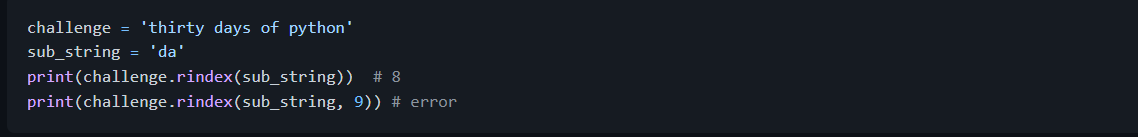 challenge = 'thirty days of python'
sub_string = 'da'
print(challenge.rindex(sub_string))  # 8
print(challenge.rindex(sub_string, 9)) # error